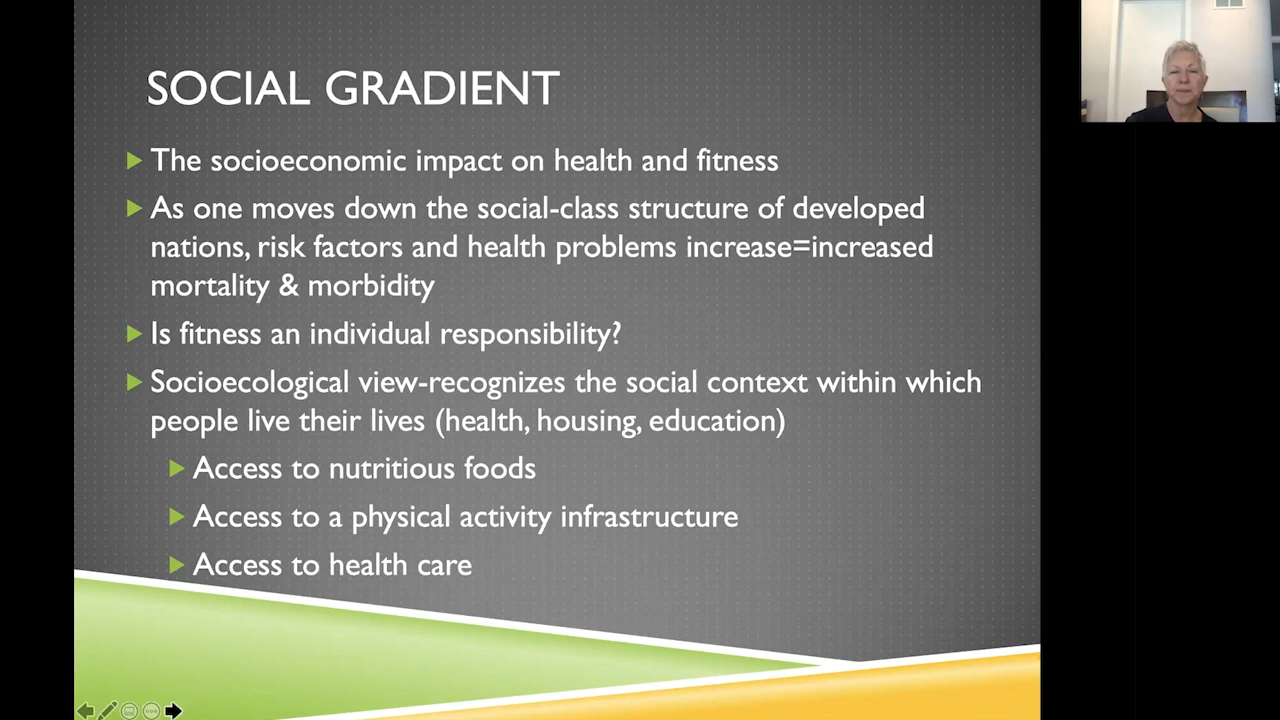 SOCIAL GRADIENT
The socioeconomic impact on health and fitness
As one moves down the social-class structure of developed
nations, risk factors and health problems increase=increased
mortality & morbidity
Is fitness an individual responsibility?
Socioecological view-recognizes the social context within which
people live their lives (health, housing, education)
Access to nutritious foods
Access to a physical activity infrastructure
Access to health care